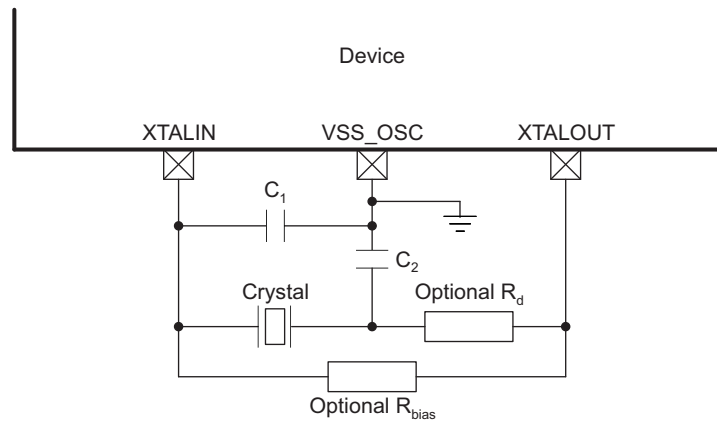 Device
XTALIN VSS_OSC XTALOUT
C1
C2
Crystal Optional Rd
Optional Rbias